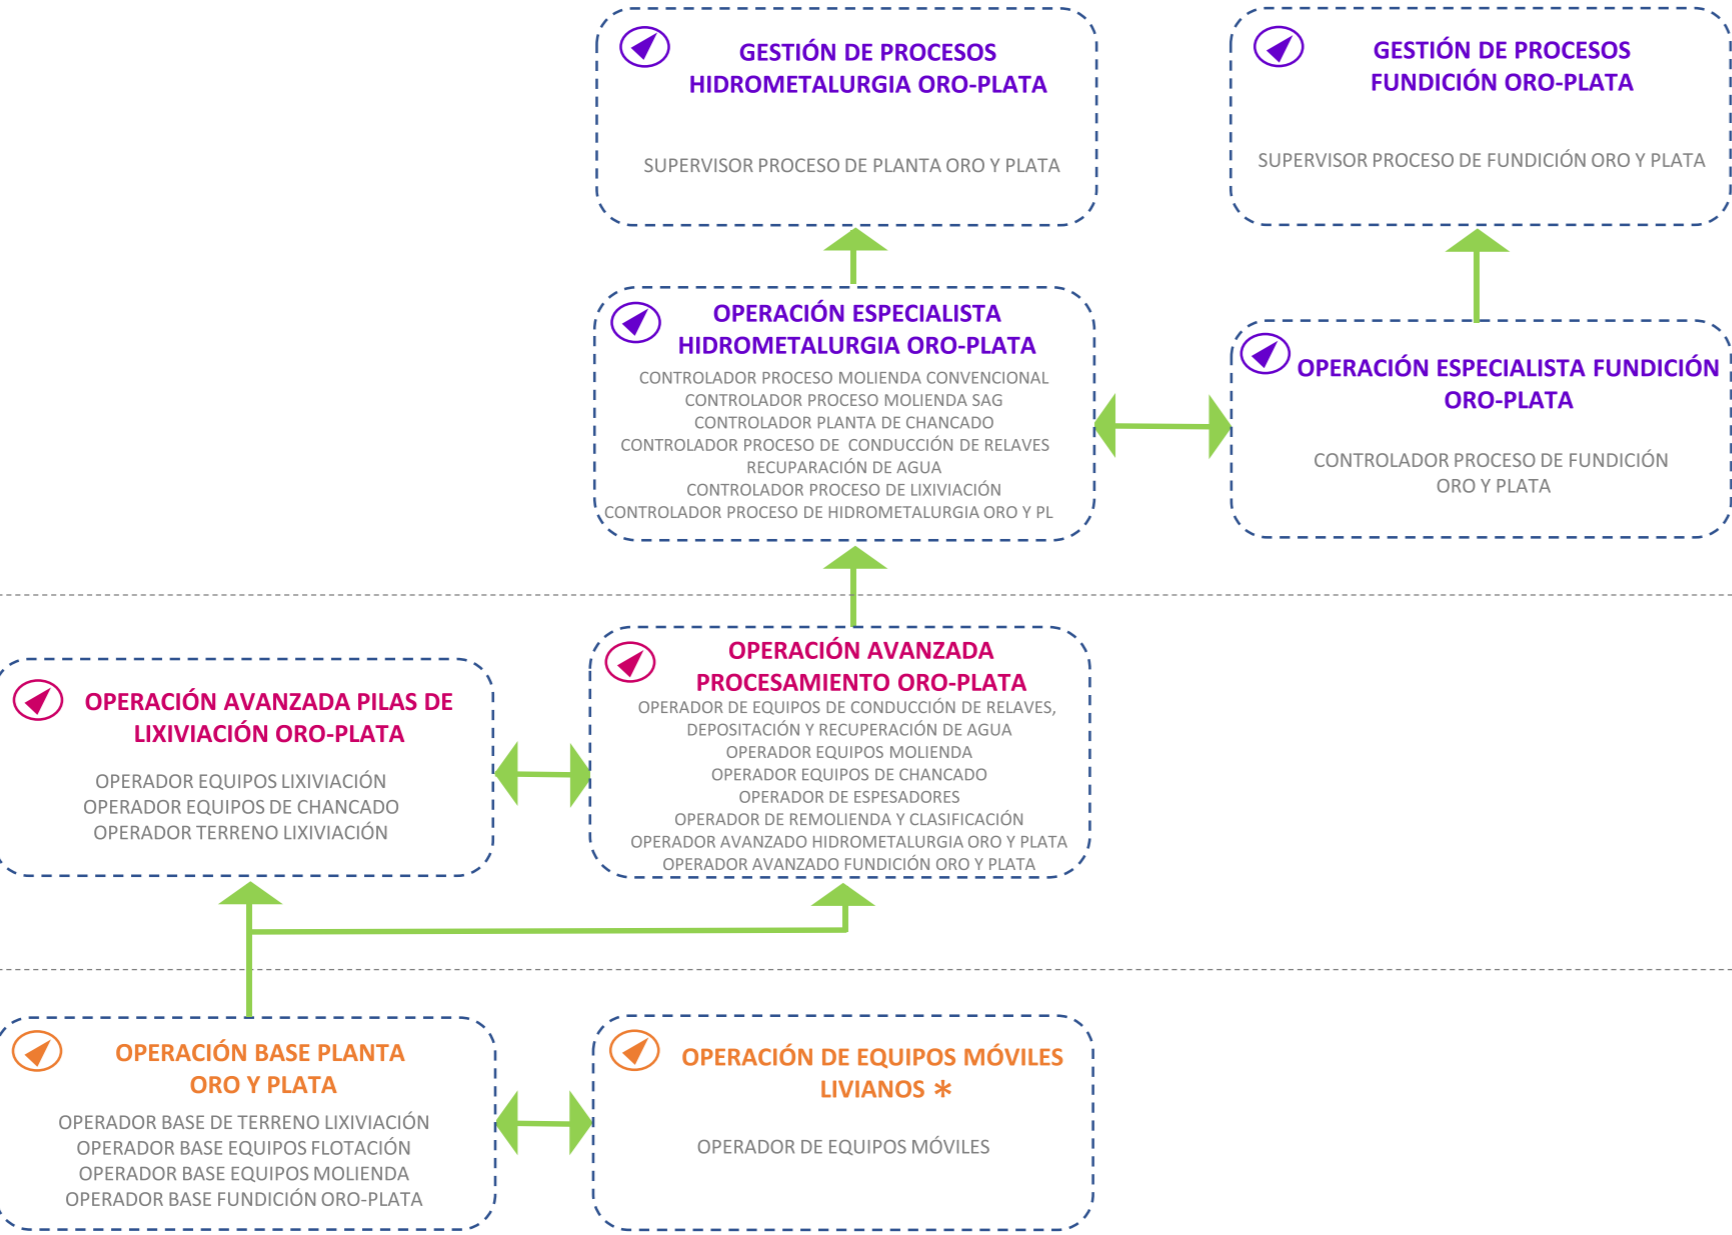 GESTIÓN DE PROCESOS
HIDROMETALURGIA ORO-PLATA
SUPERVISOR PROCESO DE PLANTA ORO Y PLATA
GESTIÓN DE PROCESOS
FUNDICIÓN ORO-PLATA
SUPERVISOR PROCESO DE FUNDICIÓN ORO Y PLATA
OPERACIÓN ESPECIALISTA
HIDROMETALURGIA ORO-PLATA
CONTROLADOR PROCESO MOLIENDA CONVENCIONAL
CONTROLADOR PROCESO MOLIENDA SAG
CONTROLADOR PLANTA DE CHANCADO
CONTROLADOR PROCESO DE CONDUCCIÓN DE RELAVES
RECUPARACIÓN DE AGUA
CONTROLADOR PROCESO DE LIXIVIACIÓN
CONTROLADOR PROCESO DE HIDROMETALURGIA ORO Y PL
OPERACIÓN ESPECIALISTA FUNDICIÓN
ORO-PLATA
CONTROLADOR PROCESO DE FUNDICIÓN
ORO Y PLATA
OPERACIÓN AVANZADA PILAS DE
LIXIVIACIÓN ORO-PLATA
OPERADOR EQUIPOS LIXIVIACIÓN
OPERADOR EQUIPOS DE CHANCADO
OPERADOR TERRENO LIXIVIACIÓN
OPERACIÓN AVANZADA
PROCESAMIENTO ORO-PLATA
OPERADOR DE EQUIPOS DE CONDUCCIÓN DE RELAVES,
DEPOSITACIÓN Y RECUPERACIÓN DE AGUA
OPERADOR EQUIPOS MOLIENDA
OPERADOR EQUIPOS DE CHANCADO
OPERADOR DE ESPESADORES
OPERADOR DE REMOLIENDA Y CLASIFICACIÓN
OPERADOR AVANZADO HIDROMETALURGIA ORO Y PLATA
OPERADOR AVANZADO FUNDICIÓN ORO Y PLATA
OPERACIÓN BASE PLANTA
ORO Y PLATA
OPERADOR BASE DE TERRENO LIXIVIACIÓN
OPERADOR BASE EQUIPOS FLOTACIÓN
OPERADOR BASE EQUIPOS MOLIENDA
OPERADOR BASE FUNDICIÓN ORO-PLATA
OPERACIÓN DE EQUIPOS MÓVILES
LIVIANOS *
OPERADOR DE EQUIPOS MÓVILES